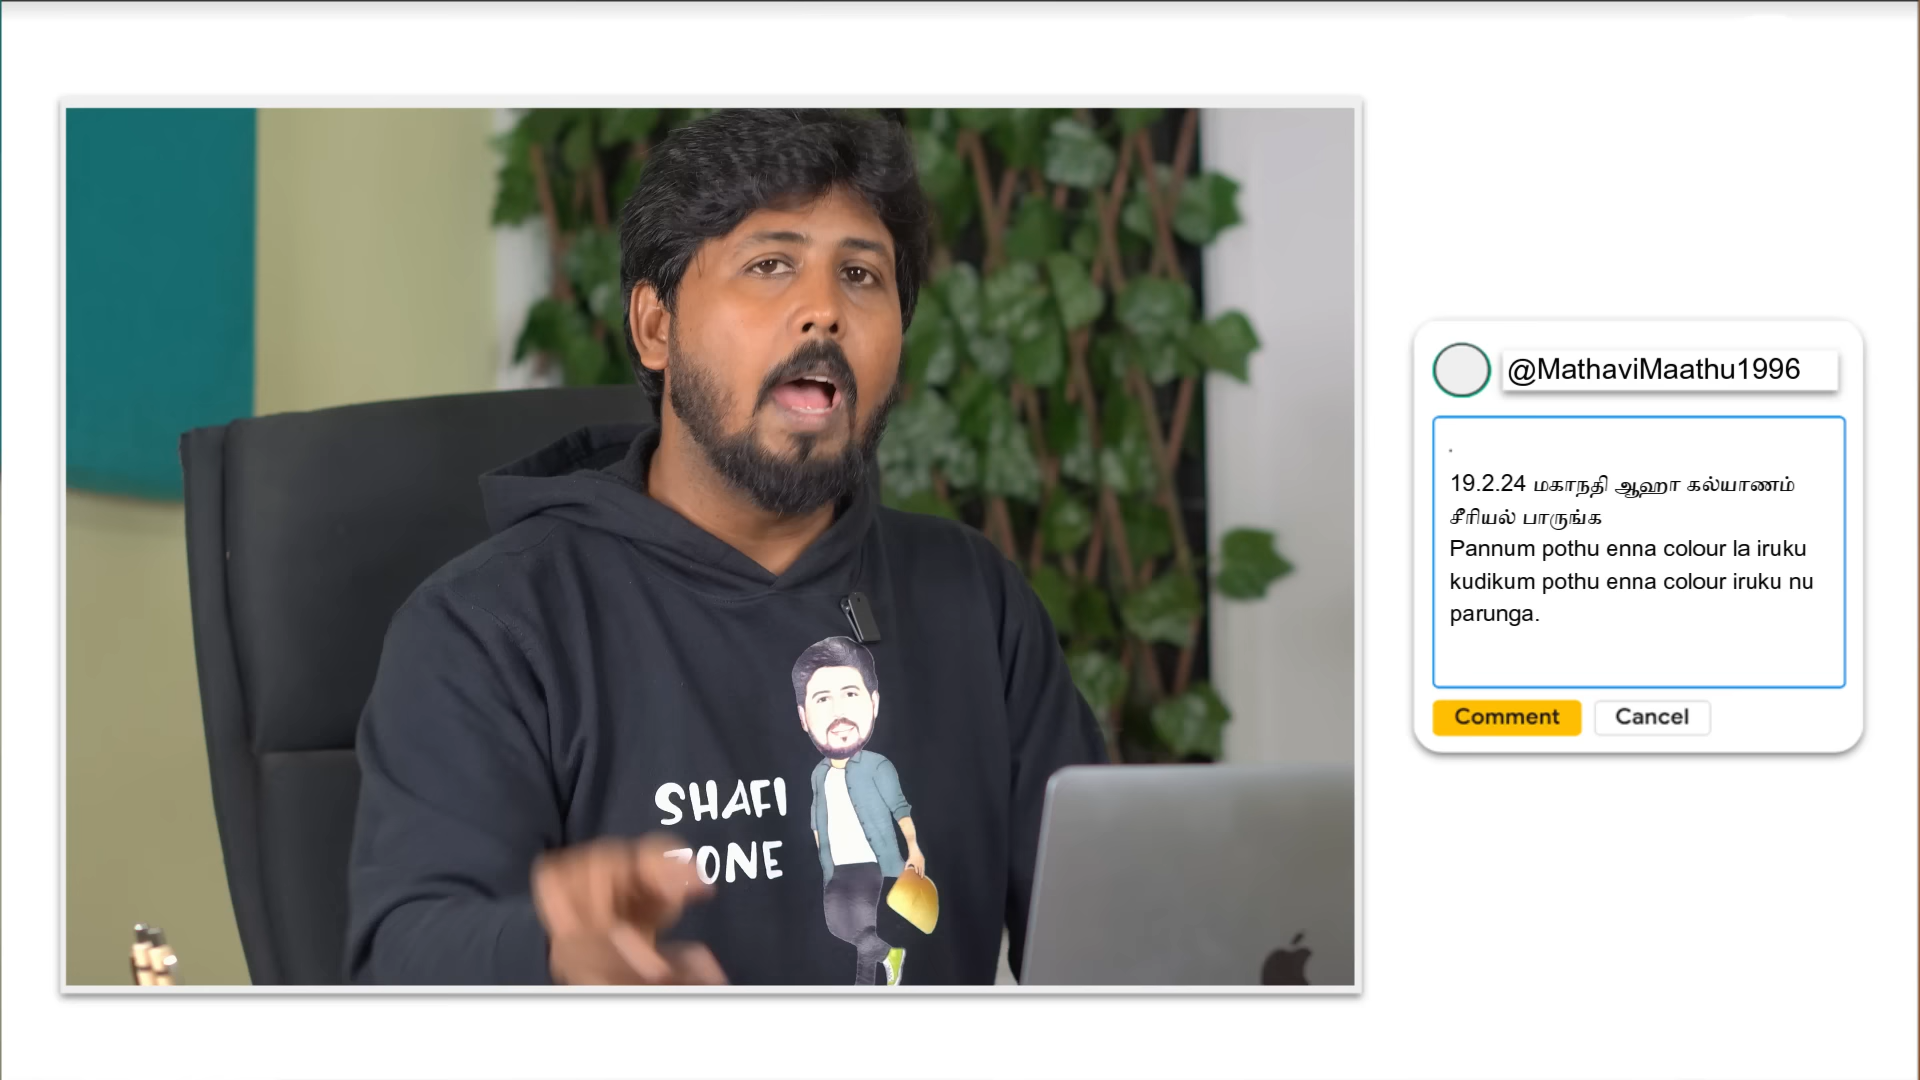 SHAFI
ZONE
@MathaviMaathu1996
.
19.2.24 மகாநதி ஆஹா கல்யாணம்
சீரியல் பாருங்க
Pannum pothu enna colour la iruku
kudikum pothu enna colour iruku nu
parunga.
Comment
Cancel